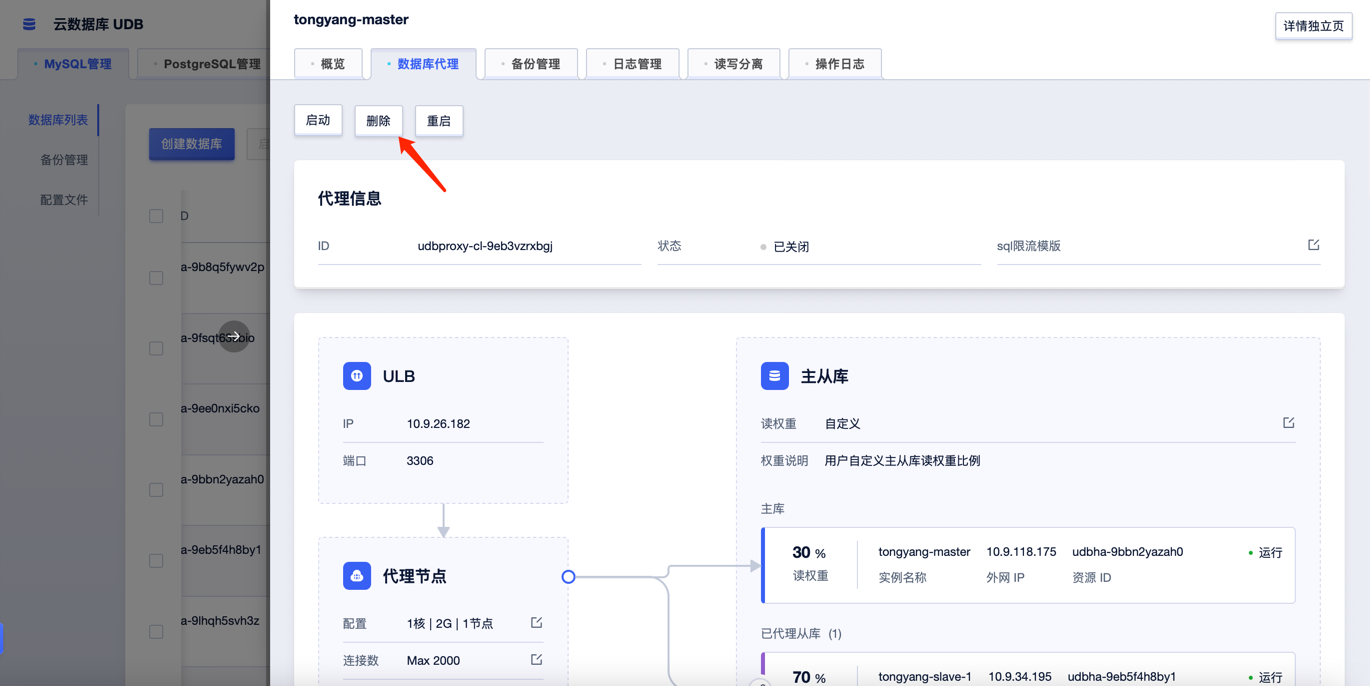 云数据库 UDB
MySQL管理
PostgreSQL管理
数据库列表
备份管理
配置文件
创建数据库
启
D
a-9b8q5fywv2p
a-9ee0nxi5cko
a-9bbn2yazah0
a-9eb5f4h8by1
a-9lhqh5svh3z
tongyang-master
详情独立页
概览
数据库代理
备份管理
日志管理
读写分离
操作日志
启动
删除
重启
代理信息
ID udbproxy-cl-9eb3vzrxbgj 状态 已关闭 sql限流模版
ULB
IP 10.9.26.182
端口 3306
代理节点
配置 1核 | 2G | 1节点
连接数 Max 2000
主从库
读权重 自定义
权重说明 用户自定义主从库读权重比例
主库
30 % tongyang-master 10.9.118.175 udbha-9bbn2yazah0 运行
读权重 实例名称 外网 IP 资源 ID
已代理从库 (1)
70 % tongyang-slave-1 10.9.34.195 udbha-9eb5f4h8by1 运行